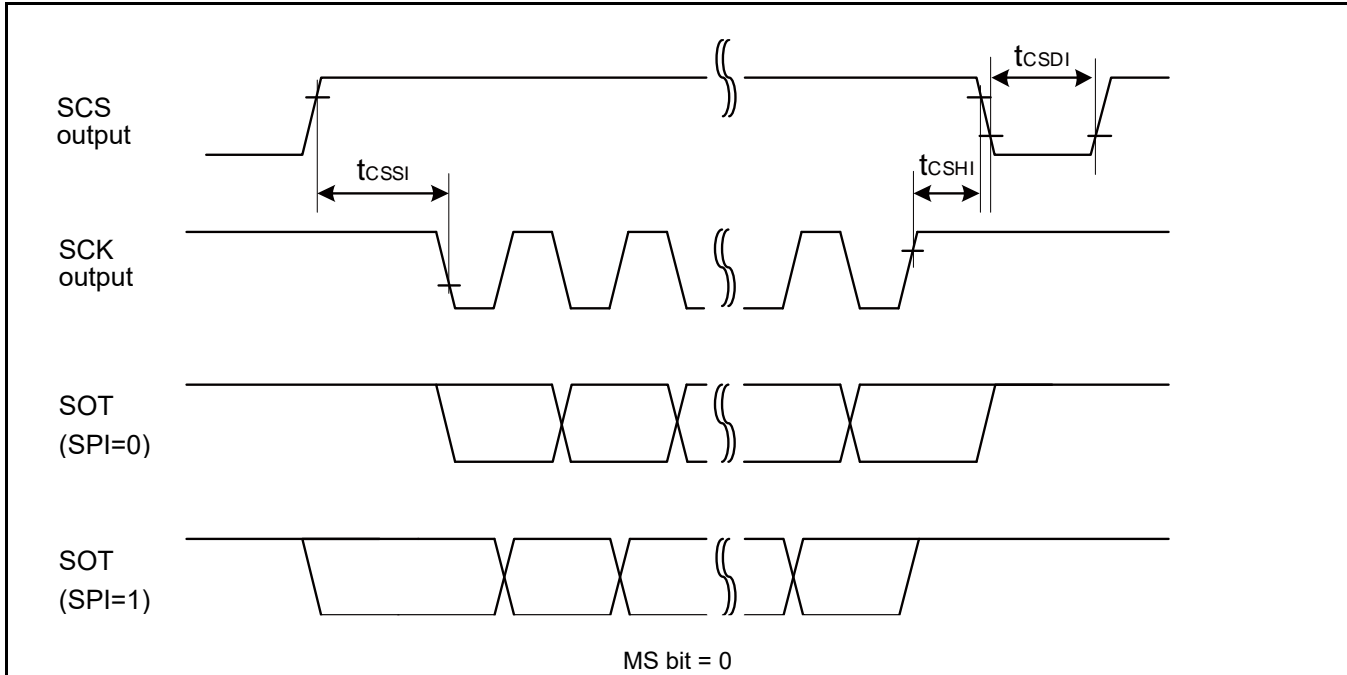 tCSDI
SCS
output
tCSSI
tCSHI
SCK
output
SOT
(SPI=0)
SOT
(SPI=1)
MS bit = 0